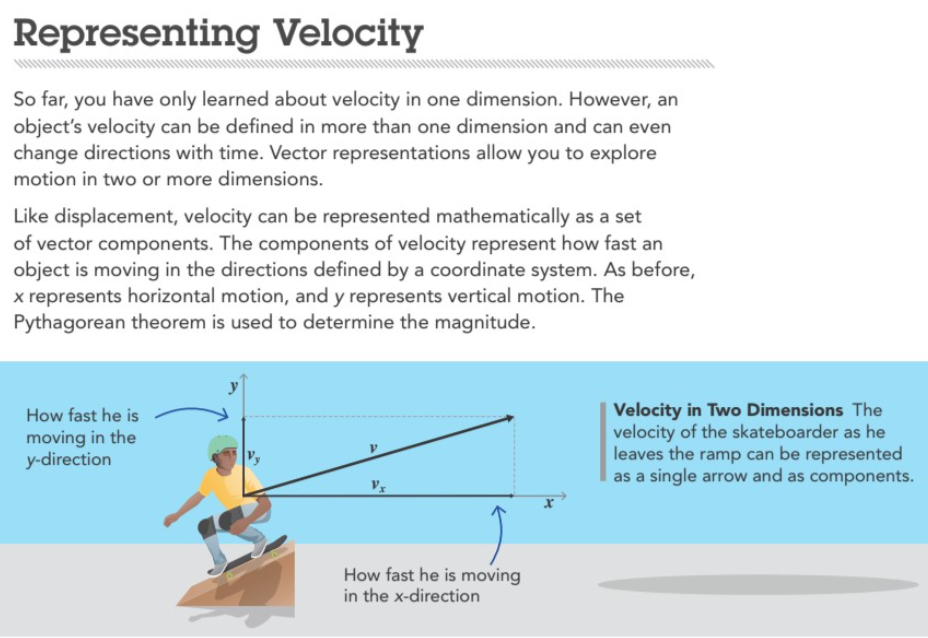 Representing Velocity
So far, you have only learned about velocity in one dimension. However, an
object's velocity can be defined in more than one dimension and can even
change directions with time. Vector representations allow you to explore
motion in two or more dimensions.
Like displacement, velocity can be represented mathematically as a set
of vector components. The components of velocity represent how fast an
object is moving in the directions defined by a coordinate system. As before,
x represents horizontal motion, and y represents vertical motion. The
Pythagorean theorem is used to determine the magnitude.
How fast he is
moving in the
y-direction
y
vy
v
vx
x
How fast he is moving
in the x-direction
Velocity in Two Dimensions The
velocity of the skateboarder as he
leaves the ramp can be represented
as a single arrow and as components.